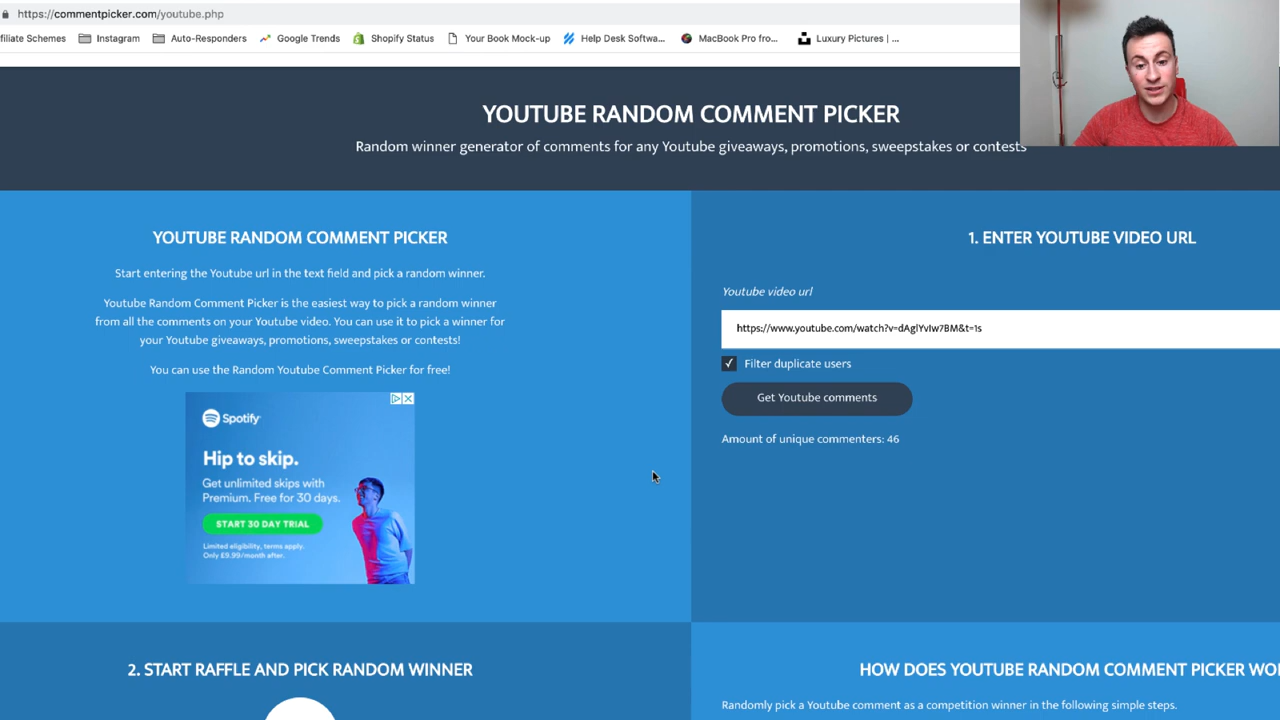 https://commentpicker.com/youtube.php
filiate Schemes
Instagram
Auto-Responders
Google Trends
Shopify Status
Your Book Mock-up
Help Desk Softwa...
MacBook Pro fro...
Luxury Pictures | ...
YOUTUBE RANDOM COMMENT PICKER
Random winner generator of comments for any Youtube giveaways, promotions, sweepstakes or contests
YOUTUBE RANDOM COMMENT PICKER
Start entering the Youtube url in the text field and pick a random winner.
Youtube Random Comment Picker is the easiest way to pick a random winner
from all the comments on your Youtube video. You can use it to pick a winner for
your Youtube giveaways, promotions, sweepstakes or contests!
You can use the Random Youtube Comment Picker for free!
Spotify
Hip to skip.
Get unlimited skips with
Premium. Free for 30 days.
START 30 DAY TRIAL
Limited eligibility, terms apply.
Only £9.99/month after.
1. ENTER YOUTUBE VIDEO URL
Youtube video url
https://www.youtube.com/watch?v=dAglYvIw7BM&t=1s
Filter duplicate users
Get Youtube comments
Amount of unique commenters: 46
2. START RAFFLE AND PICK RANDOM WINNER
HOW DOES YOUTUBE RANDOM COMMENT PICKER WO
Randomly pick a Youtube comment as a competition winner in the following simple steps.